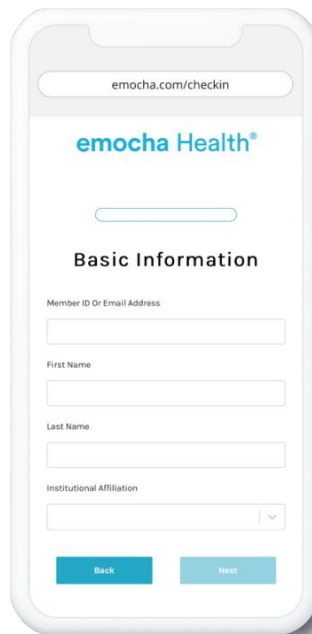 emocha.com/checkin
emocha Health®
Basic Information
Member ID Or Email Address
First Name
Last Name
Institutional Affiliation
Back Next